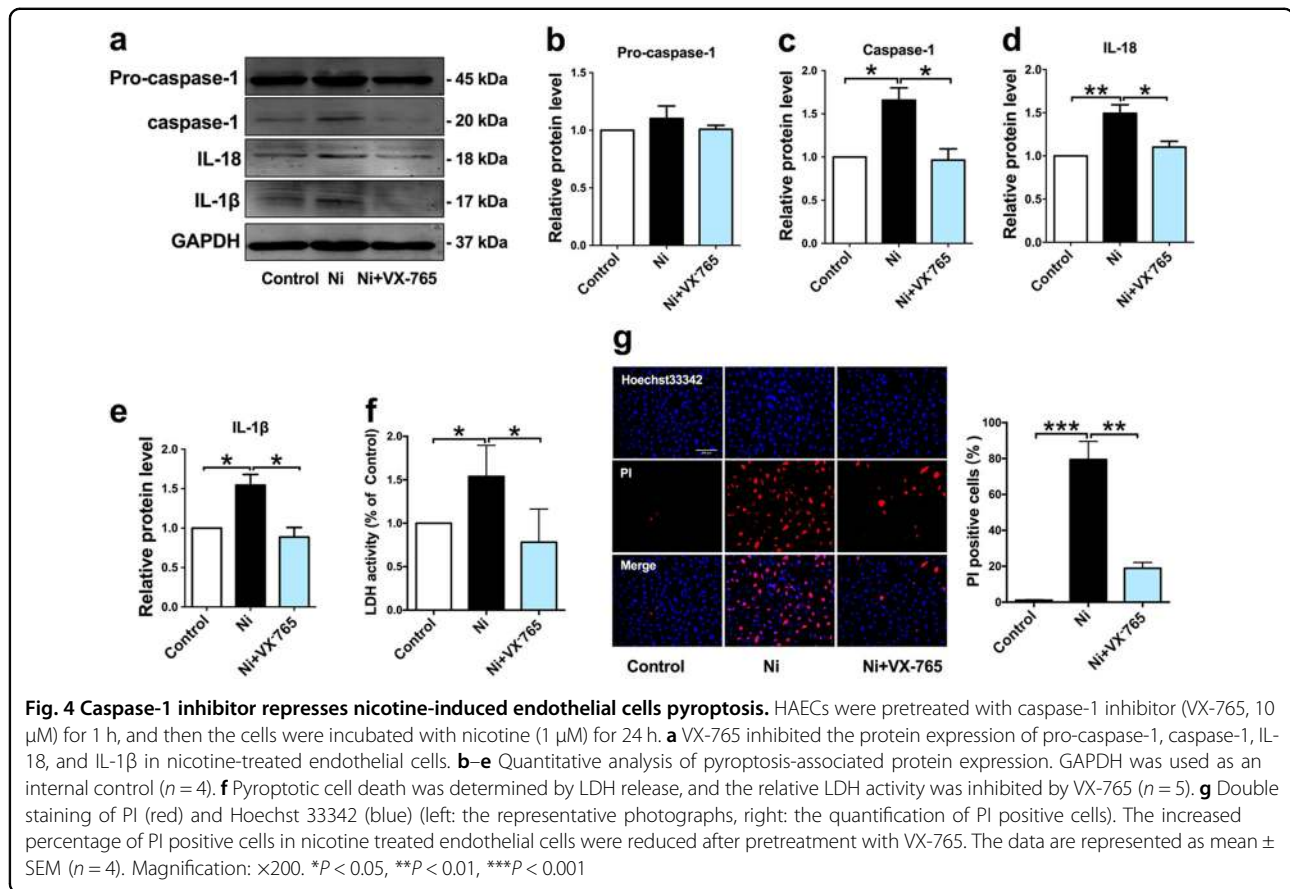 a
Pro-caspase-1
- 45 kDa
caspase-1
- 20 kDa
IL-18
- 18 kDa
IL-1β
- 17 kDa
GAPDH
- 37 kDa
Control Ni Ni+VX-765
b
Pro-caspase-1
Relative protein level
1.5
1.0
0.5
0.0
Control
Ni
Ni+VX-765
c
Caspase-1
Relative protein level
2.0
1.5
1.0
0.5
0.0
* *
Control
Ni
Ni+VX-765
d
IL-18
Relative protein level
2.0
1.5
1.0
0.5
0.0
** *
Control
Ni
Ni+VX-765
e
IL-1β
Relative protein level
2.0
1.5
1.0
0.5
0.0
* *
Control
Ni
Ni+VX-765
f
LDH activity (% of Control)
2.0
1.5
1.0
0.5
0.0
* *
Control
Ni
Ni+VX-765
g
Hoechst33342
PI
Merge
Control Ni Ni+VX-765
PI positive cells (% )
80
60
40
20
0
*** **
Control
Ni
Ni+VX-765
Fig. 4 Caspase-1 inhibitor represses nicotine-induced endothelial cells pyroptosis. HAECs were pretreated with caspase-1 inhibitor (VX-765, 10
μM) for 1 h, and then the cells were incubated with nicotine (1 μM) for 24 h. a VX-765 inhibited the protein expression of pro-caspase-1, caspase-1, IL-
18, and IL-1β in nicotine-treated endothelial cells. b–e Quantitative analysis of pyroptosis-associated protein expression. GAPDH was used as an
internal control (n = 4). f Pyroptotic cell death was determined by LDH release, and the relative LDH activity was inhibited by VX-765 (n = 5). g Double
staining of PI (red) and Hoechst 33342 (blue) (left: the representative photographs, right: the quantification of PI positive cells). The increased
percentage of PI positive cells in nicotine treated endothelial cells were reduced after pretreatment with VX-765. The data are represented as mean ±
SEM (n = 4). Magnification: ×200. *P < 0.05, **P < 0.01, ***P < 0.001